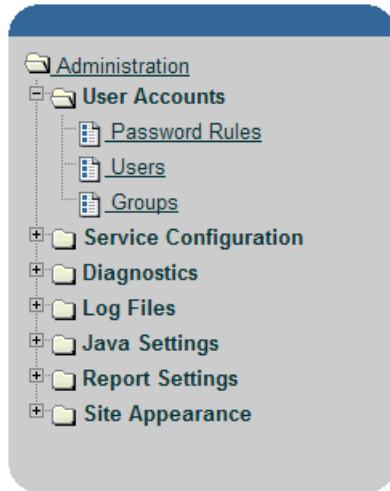 Administration
User Accounts
Password Rules
Users
Groups
Service Configuration
Diagnostics
Log Files
Java Settings
Report Settings
Site Appearance